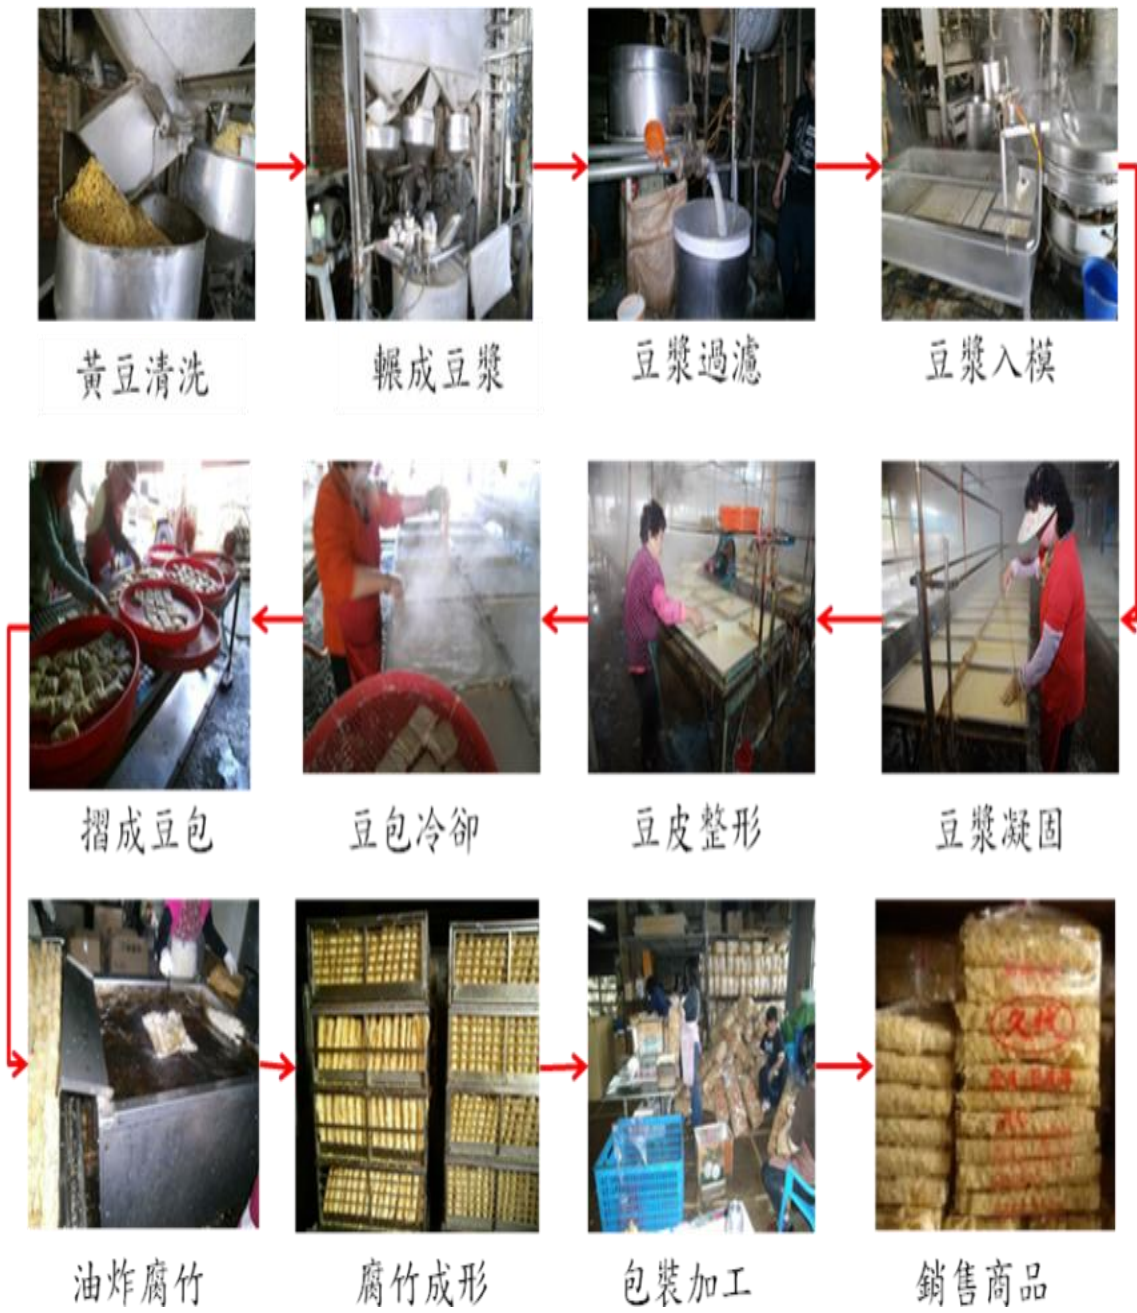 黃豆清洗
輾成豆漿
豆漿過濾
豆漿入模
豆漿凝固
豆皮整形
豆包冷卻
摺成豆包
油炸腐竹
腐竹成形
包裝加工
銷售商品